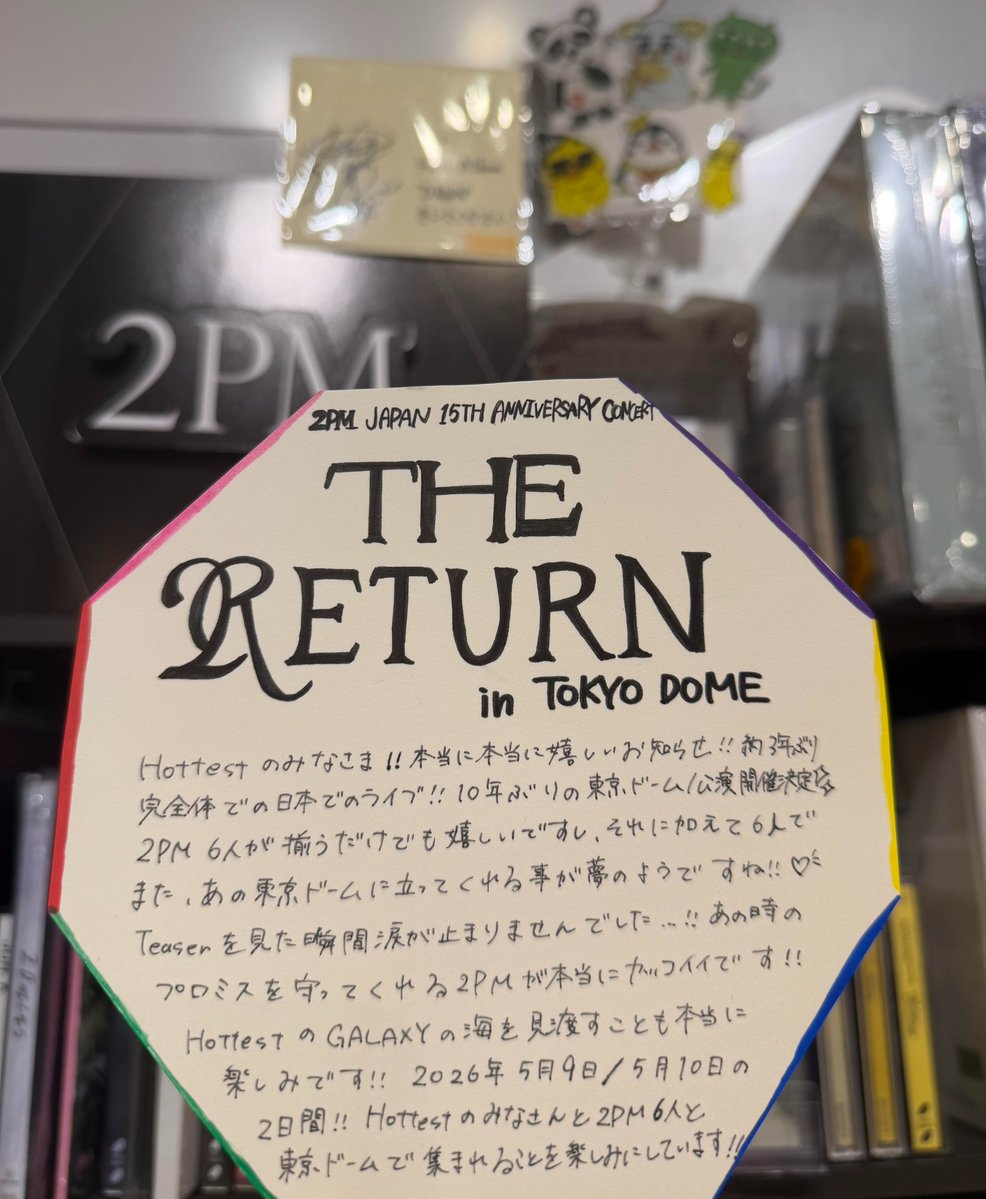 2PM
2PM JAPAN 15TH ANNIVERSARY CONCERT
THE
RETURN
in TOKYO DOME
Hottestのみなさま!!本当に本当に嬉しいお知らせ!!約3年ぶり
完全体での日本でのライブ!!10年ぶりの東京ドーム公演開催決定☆
2PM 6人が揃うだけでも嬉しいですし、それに加えて6人で
また、あの東京ドームに立ってくれる事が夢のようですね!!♡
Teaserを見た瞬間涙が止まりませんでした...!!あの時の
プロミスを守ってくれる2PMが本当にカッコイイです!!
HottestのGALAXYの海を見渡すことも本当に
楽しみです!!2026年5月9日/5月10日の
2日間!!Hottestのみなさんと2PM6人と
東京ドームで集まれることを楽しみにしています!!